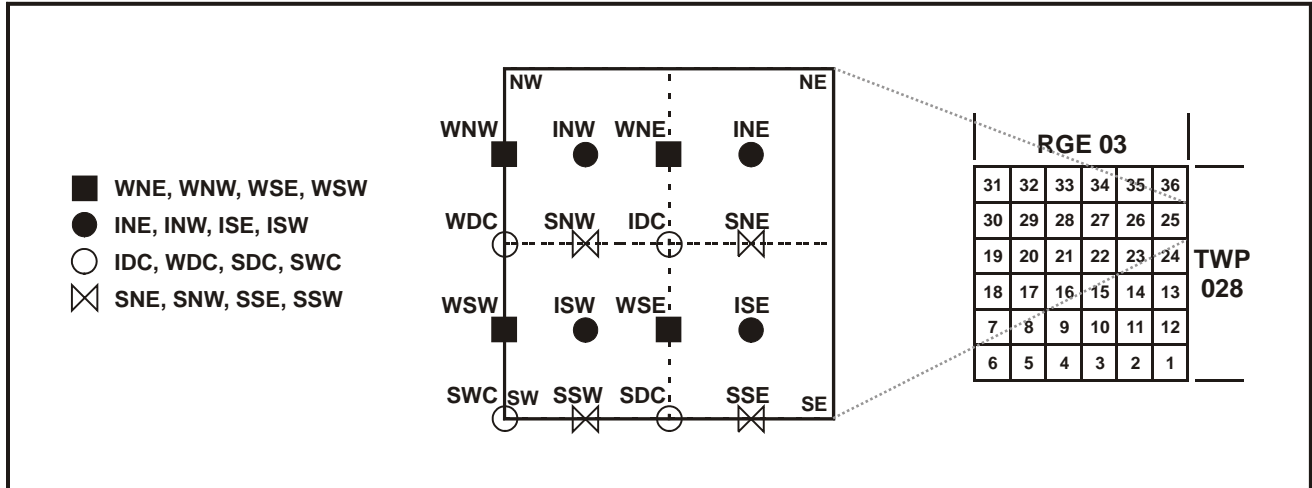 WNE, WNW, WSE, WSW
INE, INW, ISE, ISW
IDC, WDC, SDC, SWC
SNE, SNW, SSE, SSW
NW NE
WNW INW WNE INE
WDC SNW IDC SNE
WSW ISW WSE ISE
SWC SW SSW SDC SSE SE
RGE 03
31 32 33 34 35 36
30 29 28 27 26 25
19 20 21 22 23 24
18 17 16 15 14 13
7 8 9 10 11 12
6 5 4 3 2 1
TWP
028